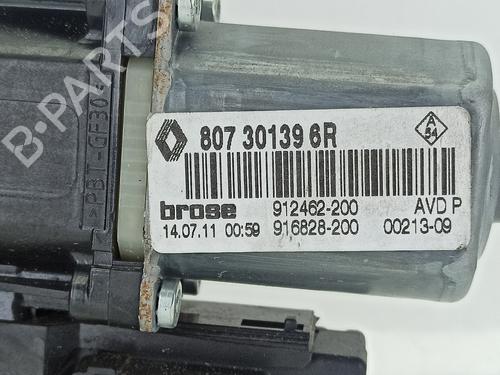 B-PARTS
>PBT-GF30<
807 30139 6R
A
54
brose 912462-200 AVD P
14.07.11 00:59 916828-200 00213-09